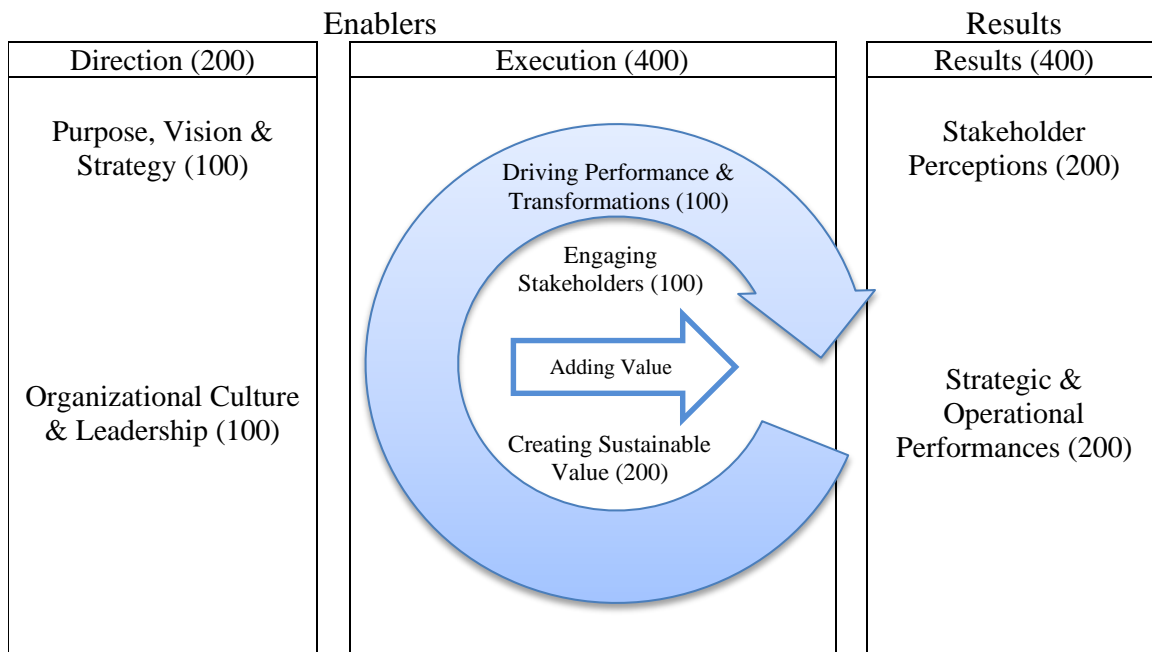 Enablers
Results
Direction (200)
Execution (400)
Results (400)
Purpose, Vision &
Strategy (100)
Organizational Culture
& Leadership (100)
Driving Performance &
Transformations (100)
Engaging
Stakeholders (100)
Adding Value
Creating Sustainable
Value (200)
Stakeholder
Perceptions (200)
Strategic &
Operational
Performances (200)